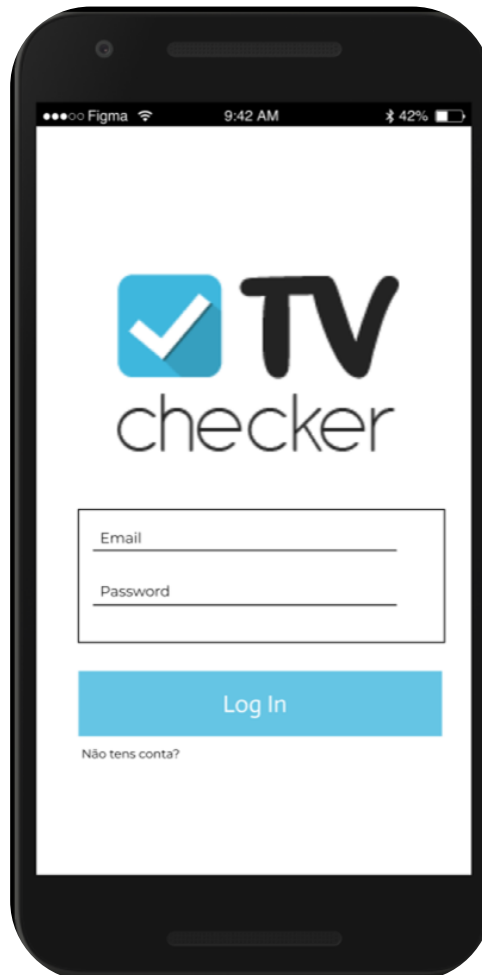 Figma 9:42 AM 42%
TV
checker
Email
Password
Log In
Não tens conta?